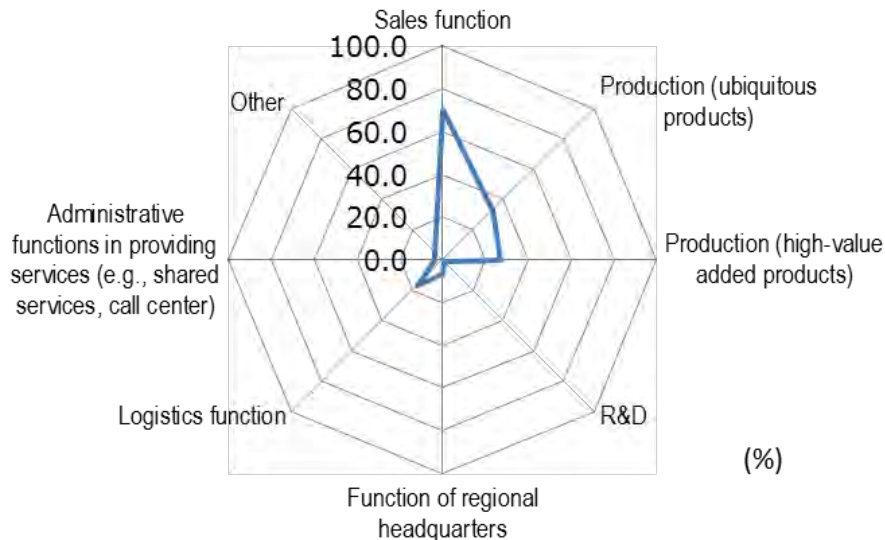 Sales function
100.0
80.0
60.0
40.0
20.0
0.0
Production (ubiquitous
products)
Production (high-value
added products)
R&D
(%)
Function of regional
headquarters
Logistics function
Administrative
functions in providing
services (e.g., shared
services, call center)
Other